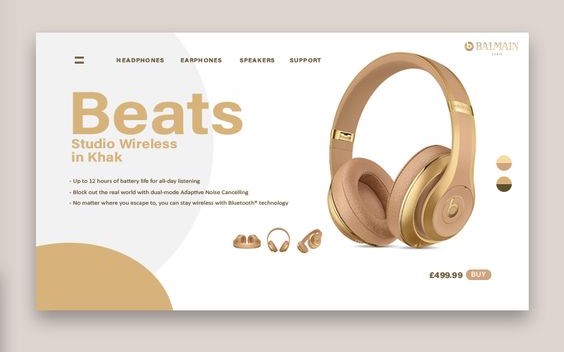 HEADPHONES EARPHONES SPEAKERS SUPPORT
BALMAIN
PARIS
Beats
Studio Wireless
in Khak
- Up to 12 hours of battery life for all-day listening
- Block out the real world with dual-mode Adaptive Noise Cancelling
- No matter where you escape to, you can stay wireless with Bluetooth® technology
£499.99 BUY